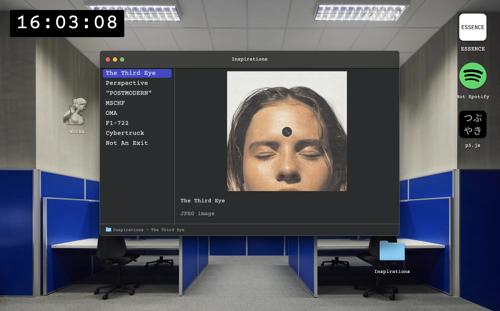 16:03:08
ESSENCE
ESSENCE
Not Spotify
つぶ
やき
p5.js
Inspirations
The Third Eye
Perspective
"POSTMODERN"
MSCHF
OMA
F1-722
Cybertruck
Not An Exit
The Third Eye
JPEG image
Inspirations - The Third Eye
Inspirations